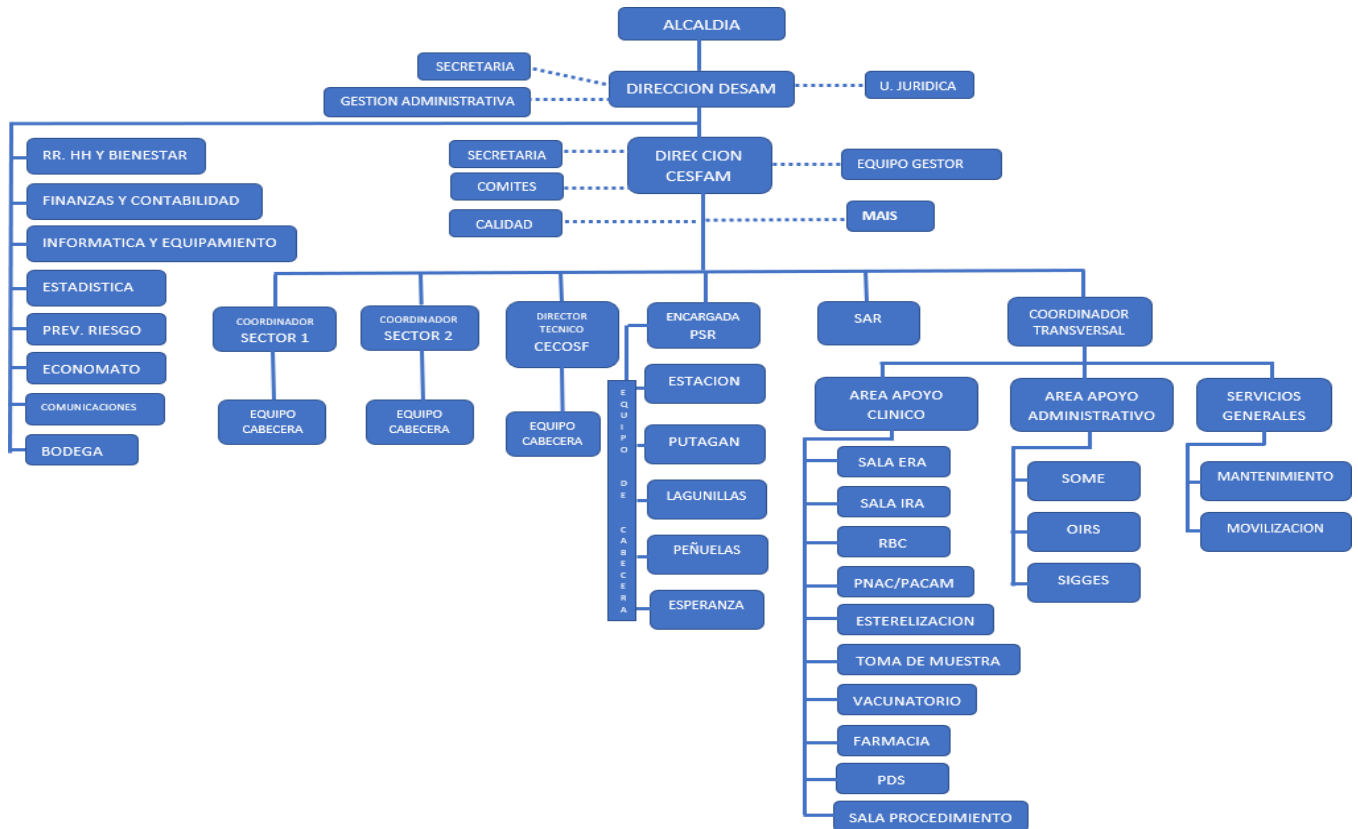 ALCALDIA
SECRETARIA
DIRECCION DESAM
U. JURIDICA
GESTION ADMINISTRATIVA
RR. HH Y BIENESTAR
FINANZAS Y CONTABILIDAD
INFORMATICA Y EQUIPAMIENTO
ESTADISTICA
PREV. RIESGO
ECONOMATO
COMUNICACIONES
BODEGA
SECRETARIA
DIRECCION
CESFAM
EQUIPO GESTOR
COMITES
CALIDAD
MAIS
COORDINADOR
SECTOR 1
EQUIPO
CABECERA
COORDINADOR
SECTOR 2
EQUIPO
CABECERA
DIRECTOR
TECNICO
CECOSF
EQUIPO
CABECERA
ENCARGADA
PSR
EQUIPO DE CABECERA
ESTACION
PUTAGAN
LAGUNILLAS
PEÑUELAS
ESPERANZA
SAR
COORDINADOR
TRANSVERSAL
AREA APOYO
CLINICO
SALA ERA
SALA IRA
RBC
PNAC/PACAM
ESTERELIZACION
TOMA DE MUESTRA
VACUNATORIO
FARMACIA
PDS
SALA PROCEDIMIENTO
AREA APOYO
ADMINISTRATIVO
SOME
OIRS
SIGGES
SERVICIOS
GENERALES
MANTENIMIENTO
MOVILIZACION